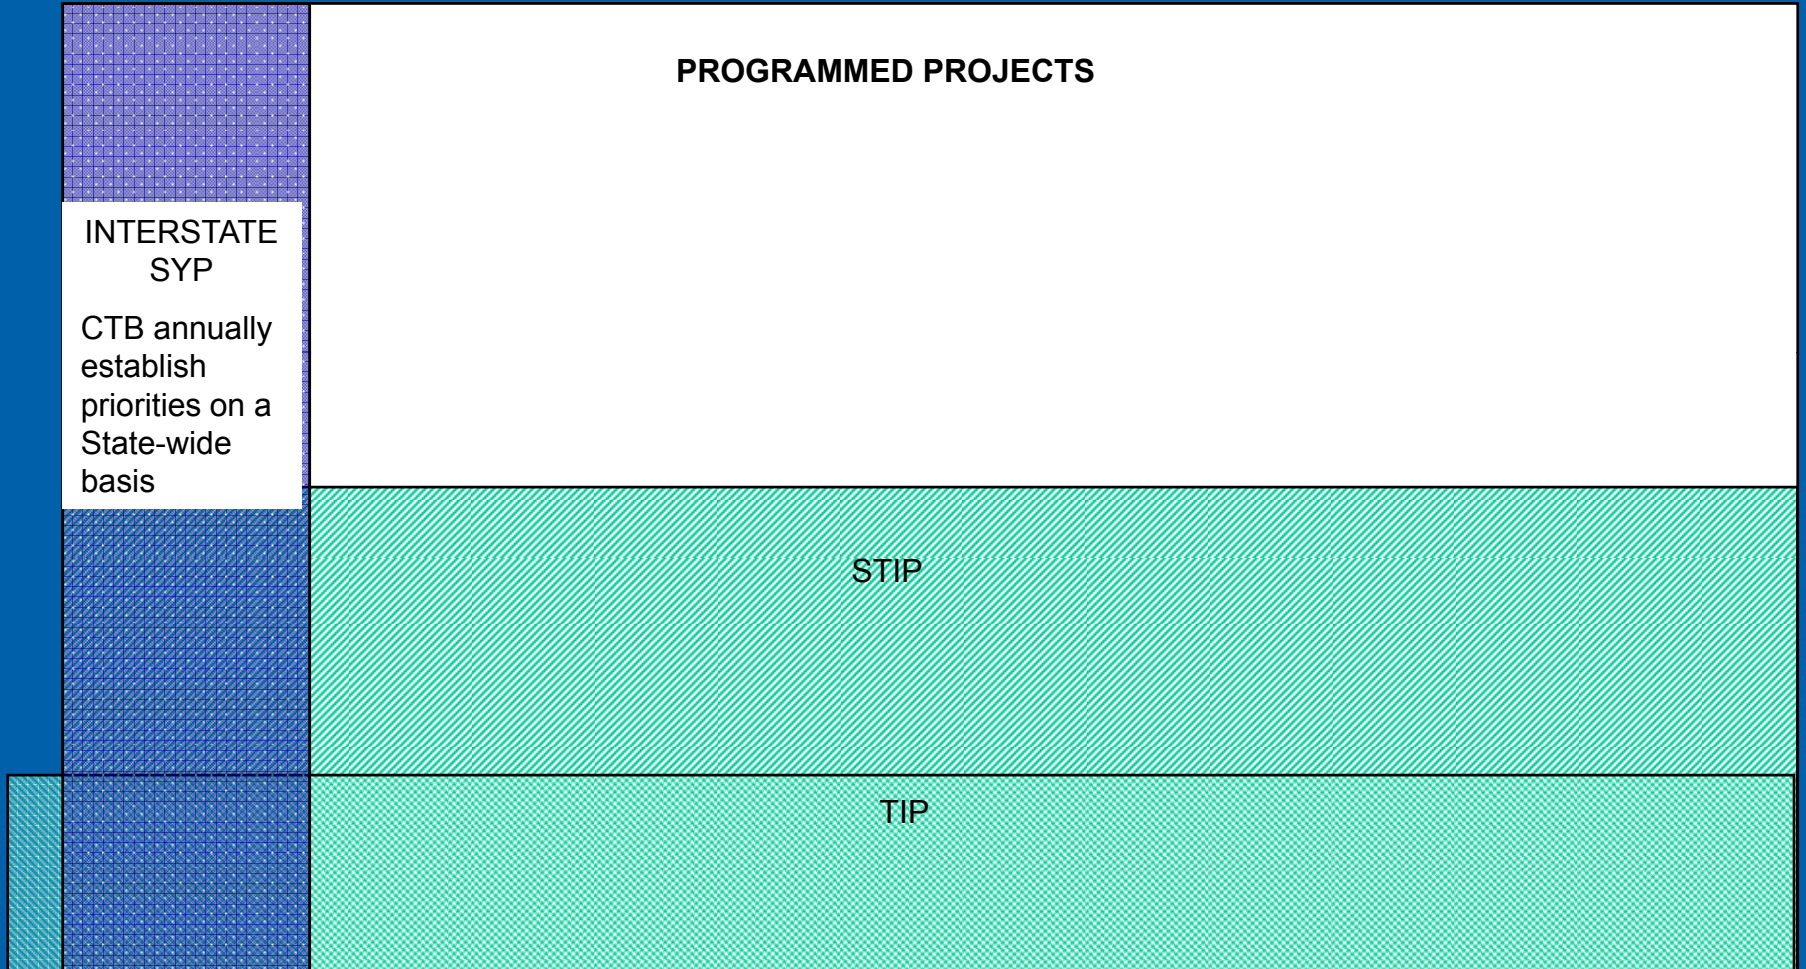 PROGRAMMED PROJECTS
INTERSTATE
SYP
CTB annually
establish
priorities on a
State-wide
basis
STIP
TIP